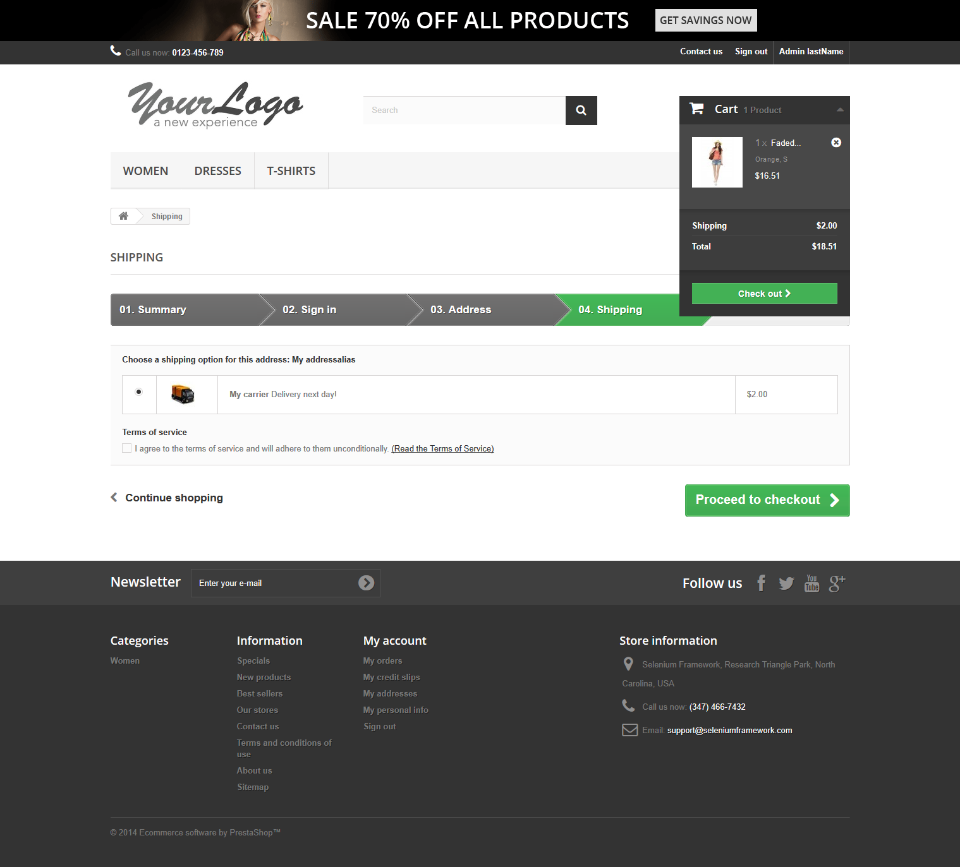 SALE 70% OFF ALL PRODUCTS GET SAVINGS NOW
Call us now: 0123-456-789
Contact us Sign out Admin lastName
YourLogo
a new experience
Search
Cart 1 Product
1 x Faded...
Orange, S
$16.51
Shipping $2.00
Total $18.51
Check out
WOMEN DRESSES T-SHIRTS
Shipping
SHIPPING
01. Summary 02. Sign in 03. Address 04. Shipping
Choose a shipping option for this address: My addressalias
My carrier Delivery next day! $2.00
Terms of service
I agree to the terms of service and will adhere to them unconditionally. (Read the Terms of Service)
Continue shopping Proceed to checkout
Newsletter Enter your e-mail Follow us You Tube g+
Categories
Women
Information
Specials
New products
Best sellers
Our stores
Contact us
Terms and conditions of
use
About us
Sitemap
My account
My orders
My credit slips
My addresses
My personal info
Sign out
Store information
Selenium Framework, Research Triangle Park, North
Carolina, USA
Call us now: (347) 466-7432
Email: support@seleniumframework.com
© 2014 Ecommerce software by PrestaShop™